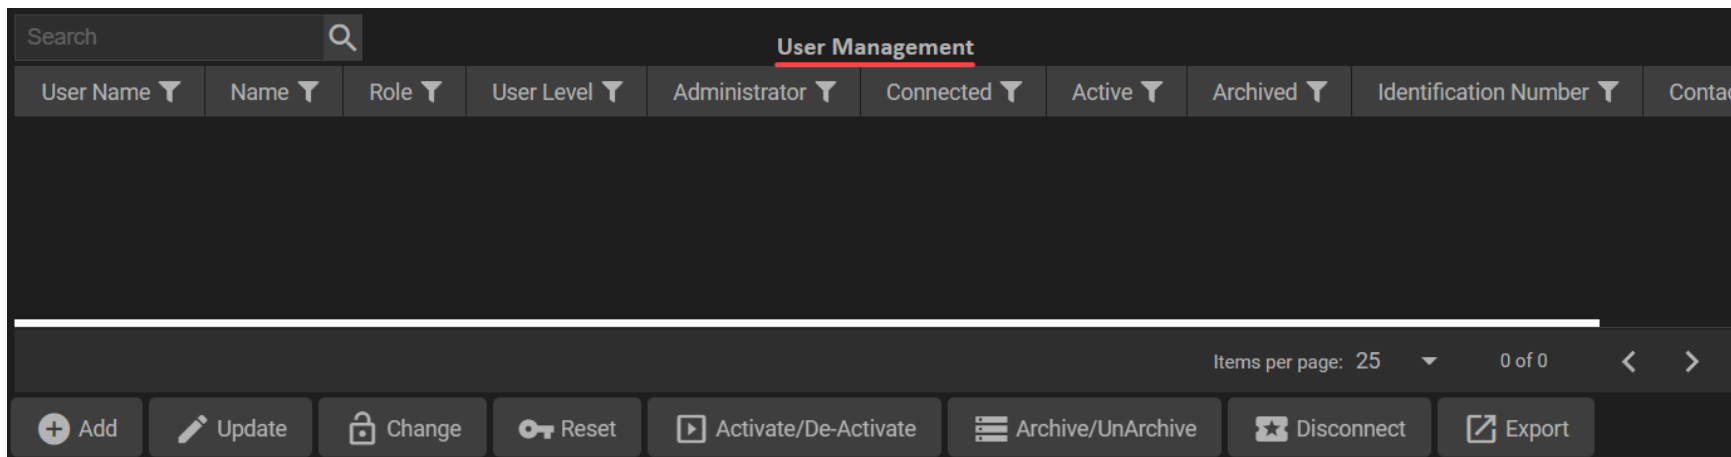 Search
User Management
User Name Name Role User Level Administrator Connected Active Archived Identification Number Contac
Items per page: 25 0 of 0
Add Update Change Reset Activate/De-Activate Archive/UnArchive Disconnect Export